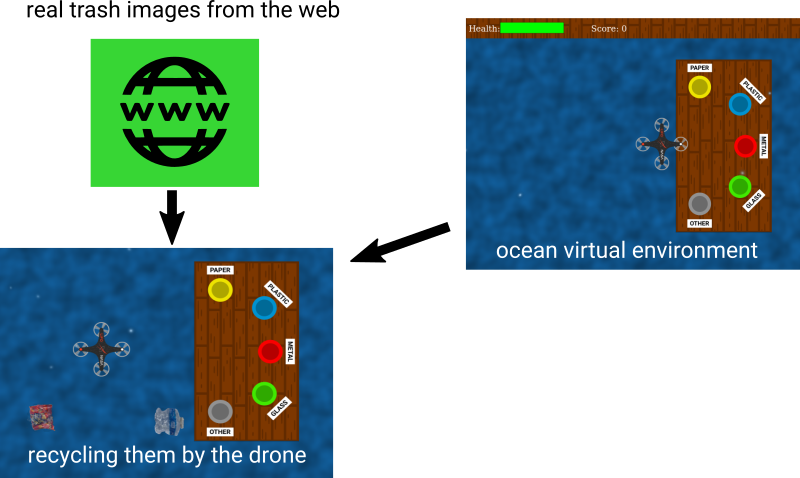 real trash images from the web
www
Health:
Score: 0
PAPER
PLASTIC
METAL
GLASS
OTHER
ocean virtual environment
PAPER
PLASTIC
METAL
GLASS
OTHER
recycling them by the drone